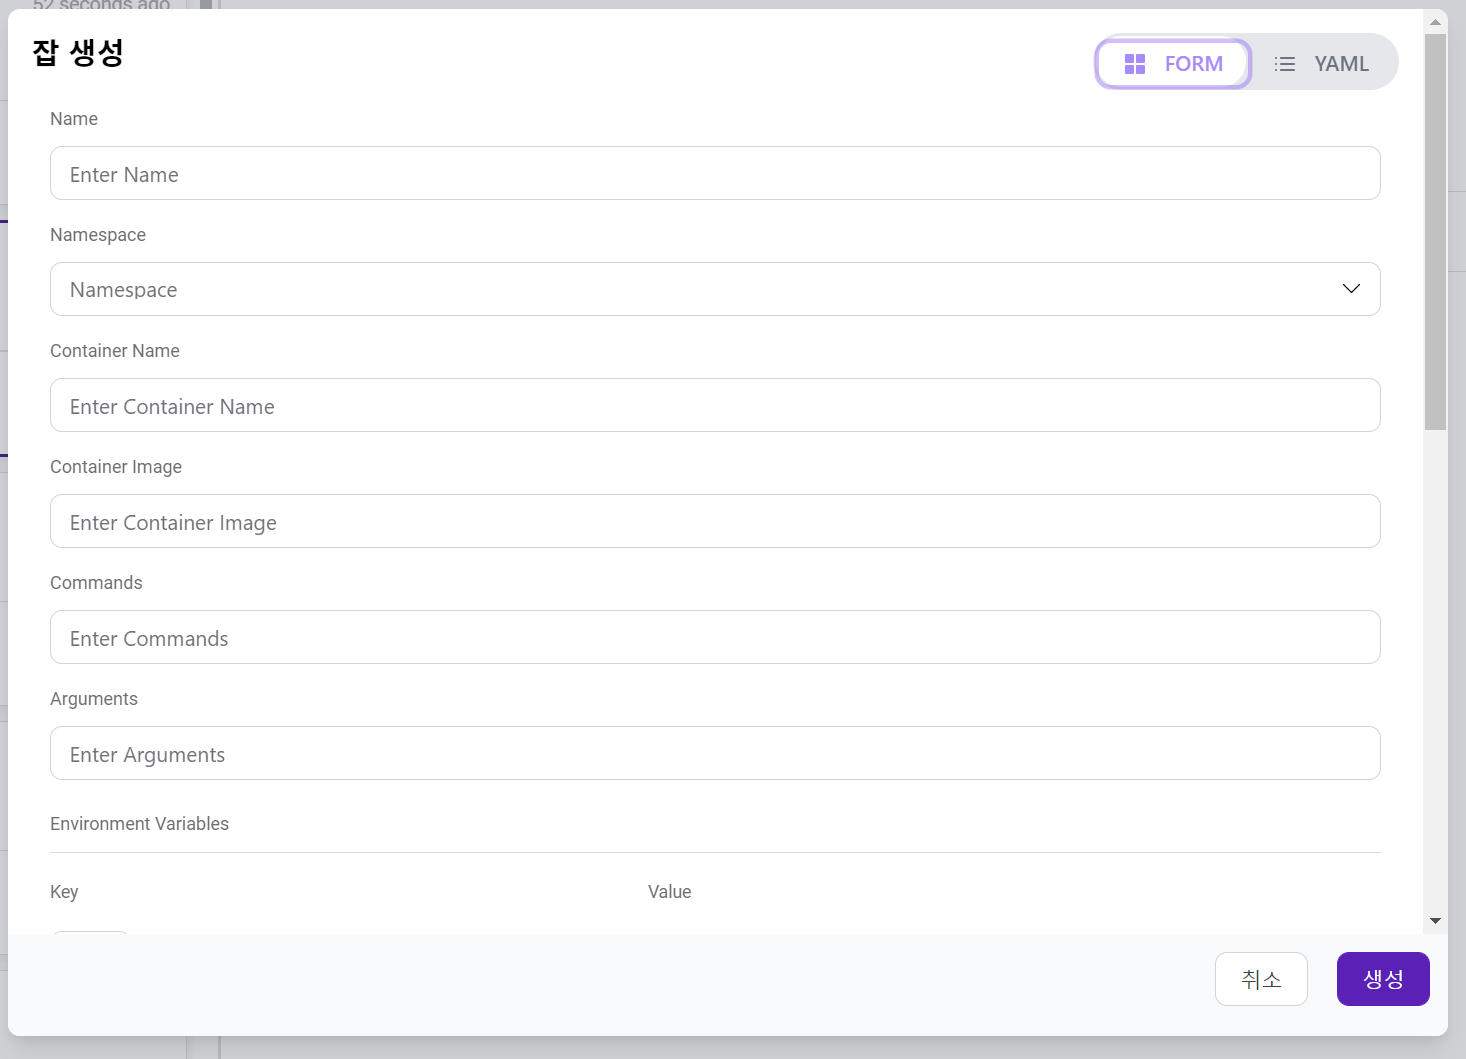 52 seconds ago
잡 생성
FORM
YAML
Name
Enter Name
Namespace
Namespace
Container Name
Enter Container Name
Container Image
Enter Container Image
Commands
Enter Commands
Arguments
Enter Arguments
Environment Variables
Key
Value
취소
생성